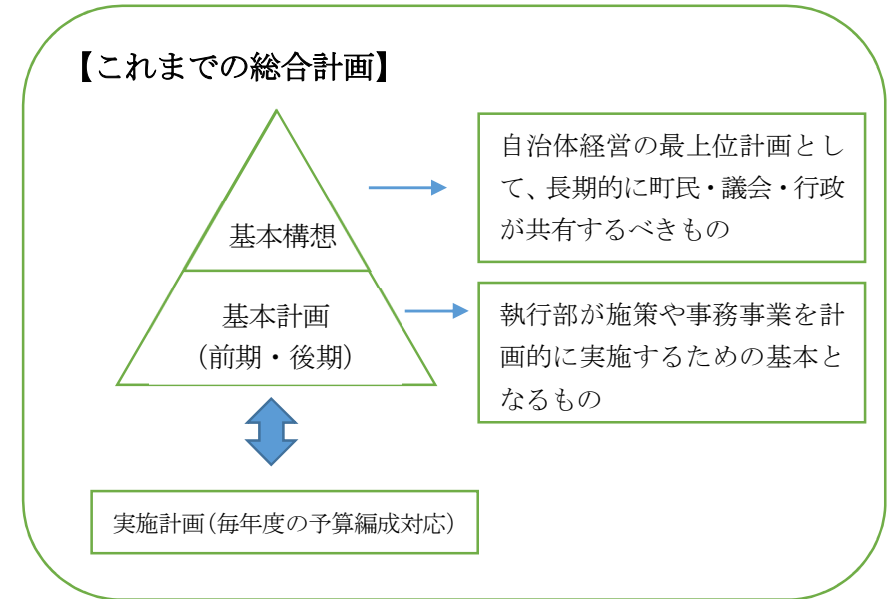 【これまでの総合計画】
基本構想
自治体経営の最上位計画とし
て、長期的に町民・議会・行政
が共有するべきもの
基本計画
（前期・後期）
執行部が施策や事務事業を計
画的に実施するための基本と
なるもの
実施計画（毎年度の予算編成対応）